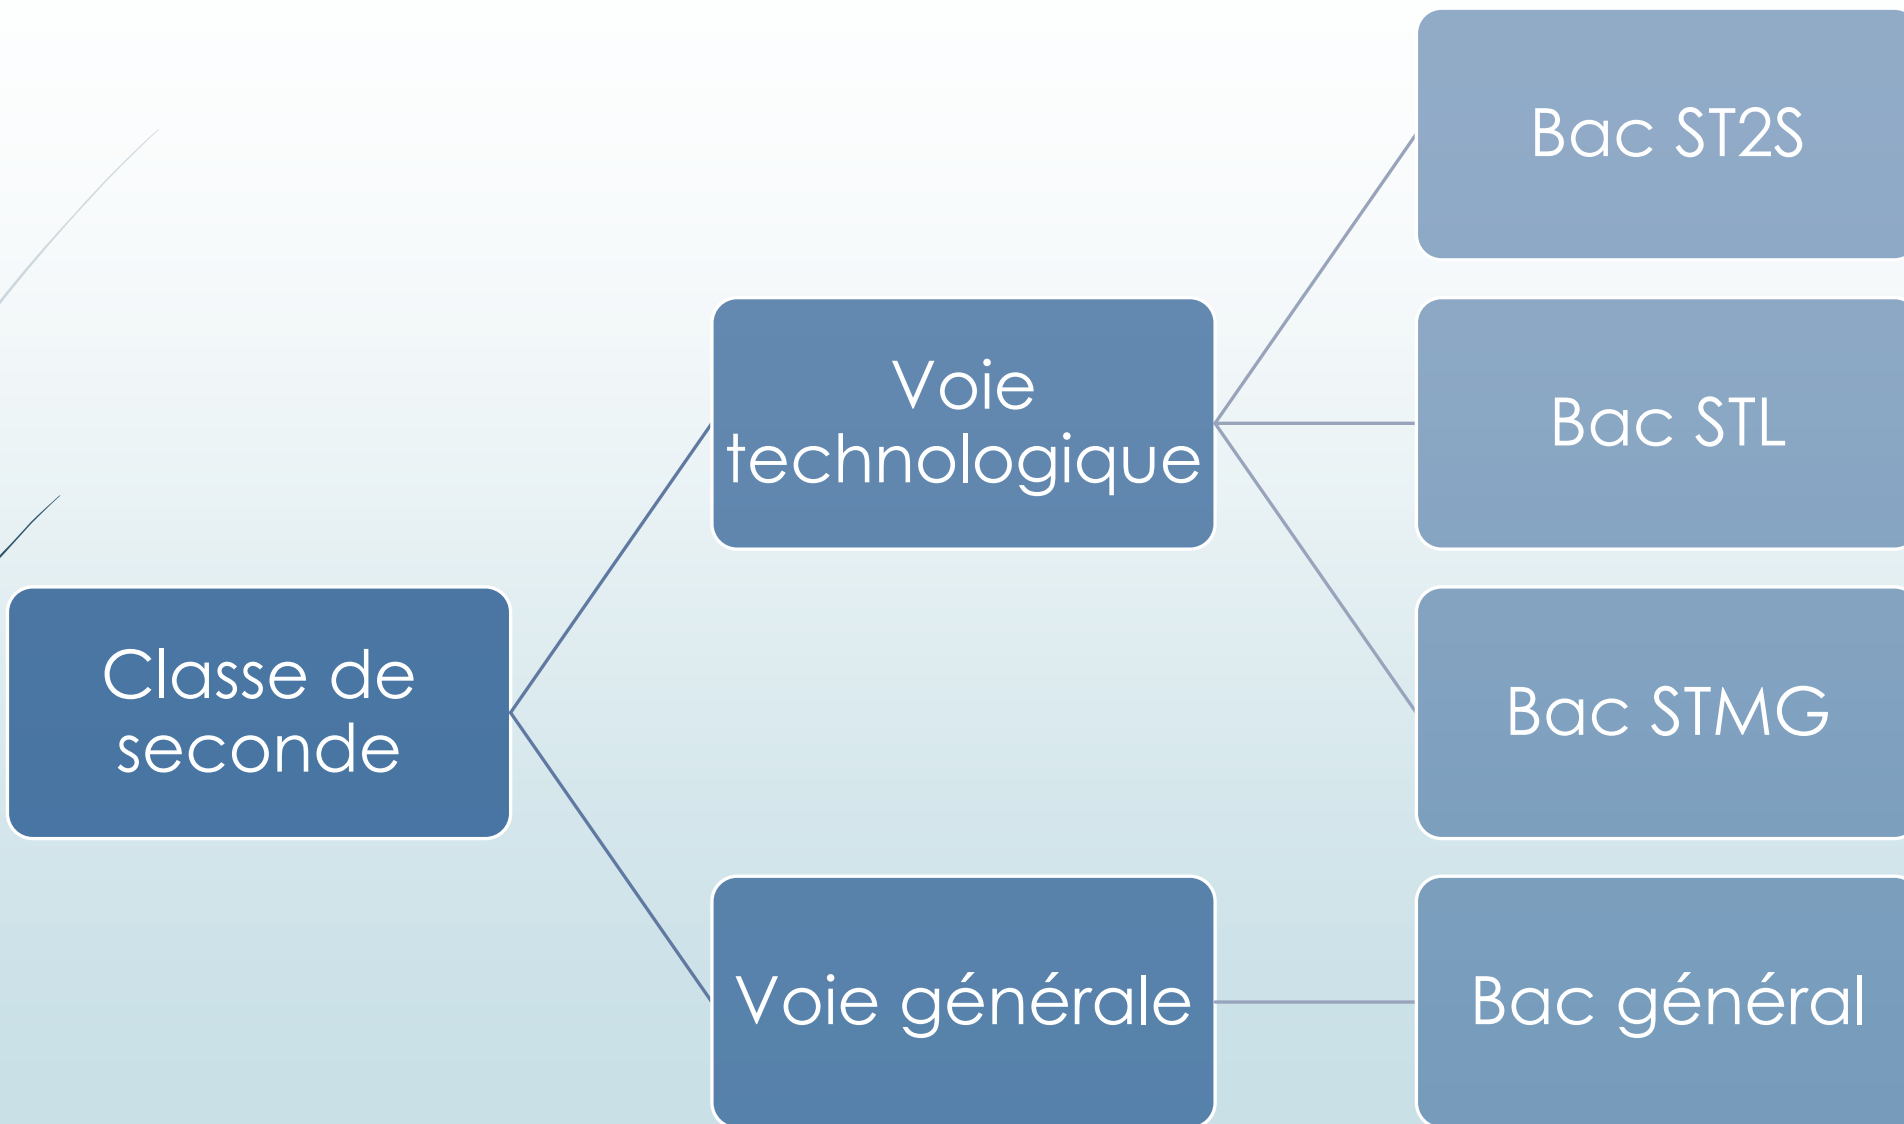 Bac ST2S
Voie
technologique
Bac STL
Classe de
seconde
Bac STMG
Voie générale
Bac général